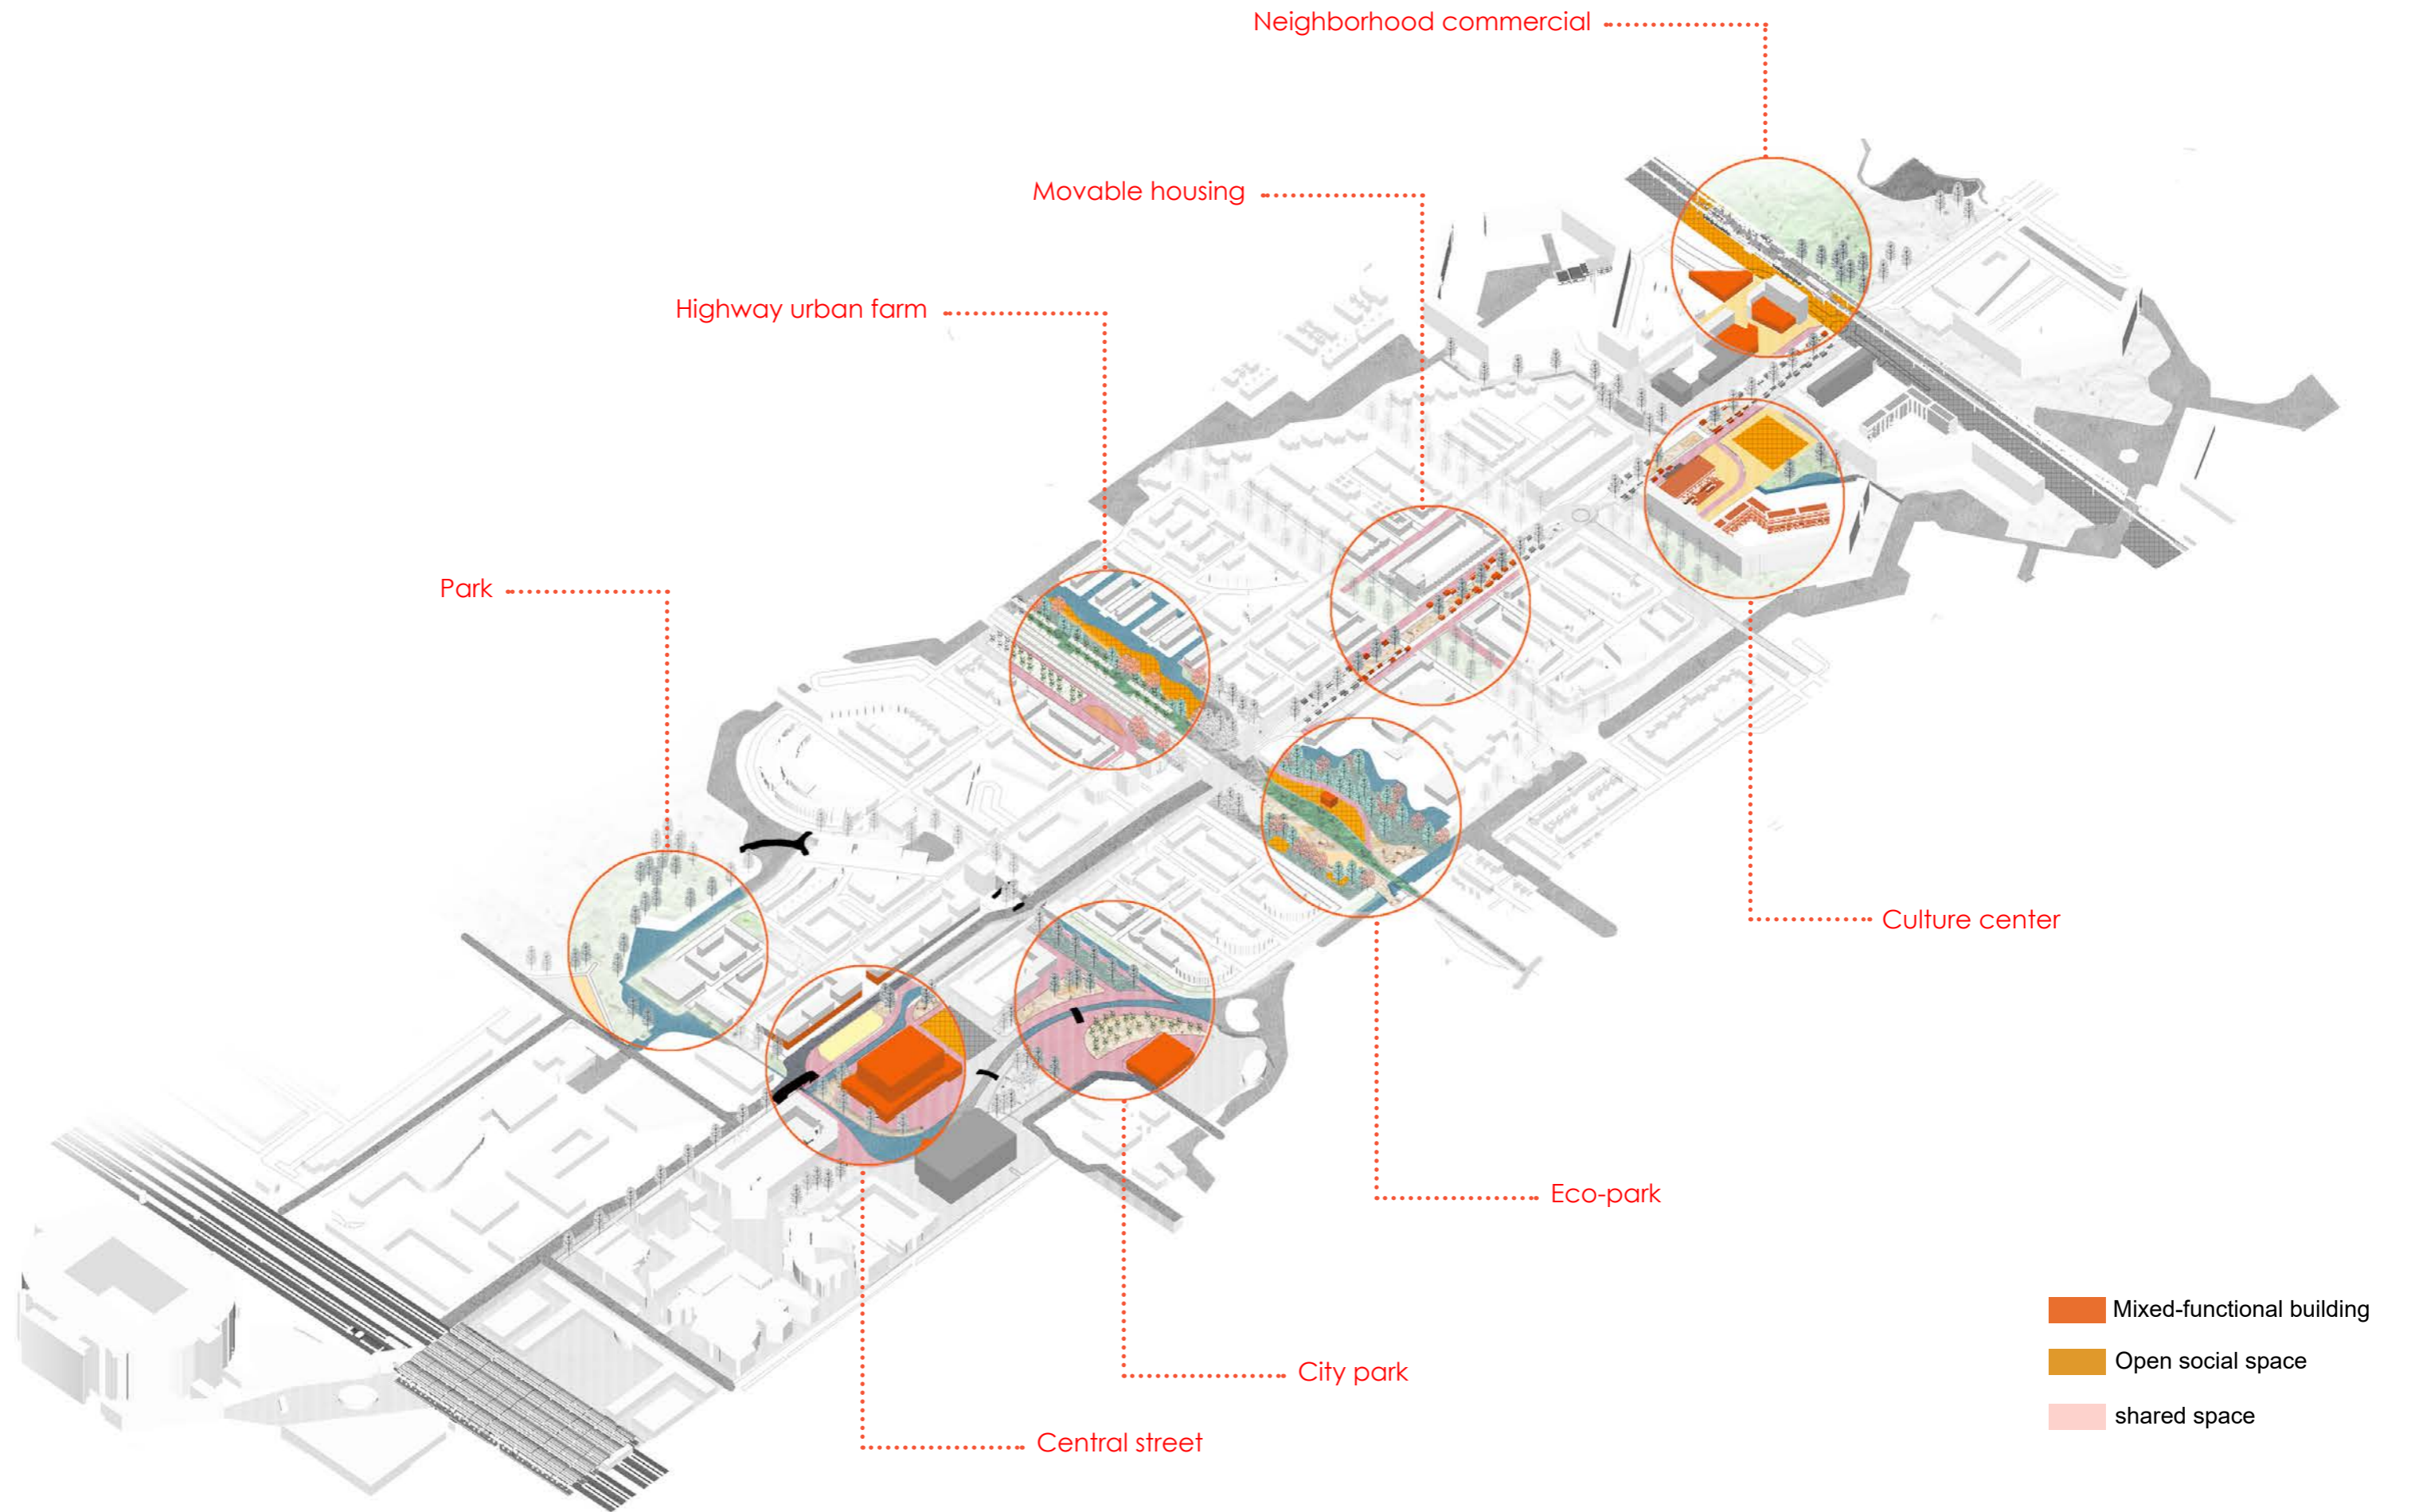 Neighborhood commercial
Movable housing
Highway urban farm
Park
Culture center
Eco-park
City park
Central street
Mixed-functional building
Open social space
shared space